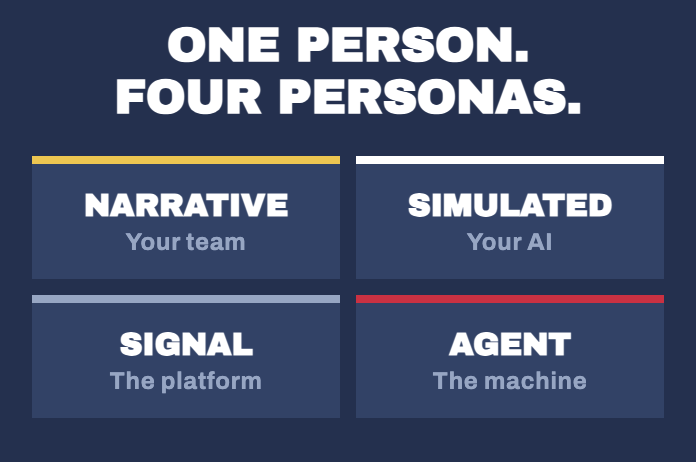 ONE PERSON.
FOUR PERSONAS.
NARRATIVE
Your team
SIMULATED
Your AI
SIGNAL
The platform
AGENT
The machine